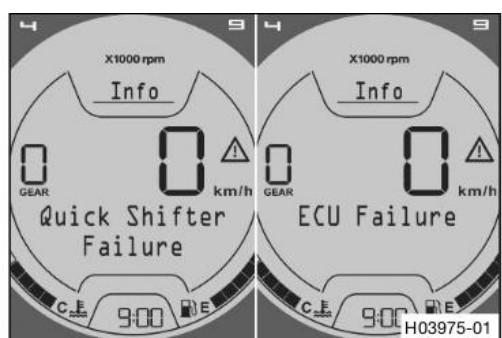 4 9
X1000 rpm
Info
0 0
GEAR km/h
Quick Shifter
Failure
C 9:00 E
4 9
X1000 rpm
Info
0 0
GEAR km/h
ECU Failure
C 9:00 E
H03975-01